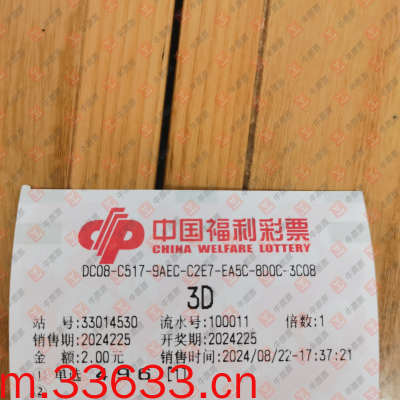 中国福利彩票
CHINA WELFARE LOTTERY
DC08-C517-9AEC-C2E7-EA5C-8D0C-3C08
3D
站 号:33014530 流水号:100011 倍数:1
销售期:2024225 开奖期:2024225
金 额:2.00元 销售时间:2024/08/22-17:37:21
m.33633.cn
单选